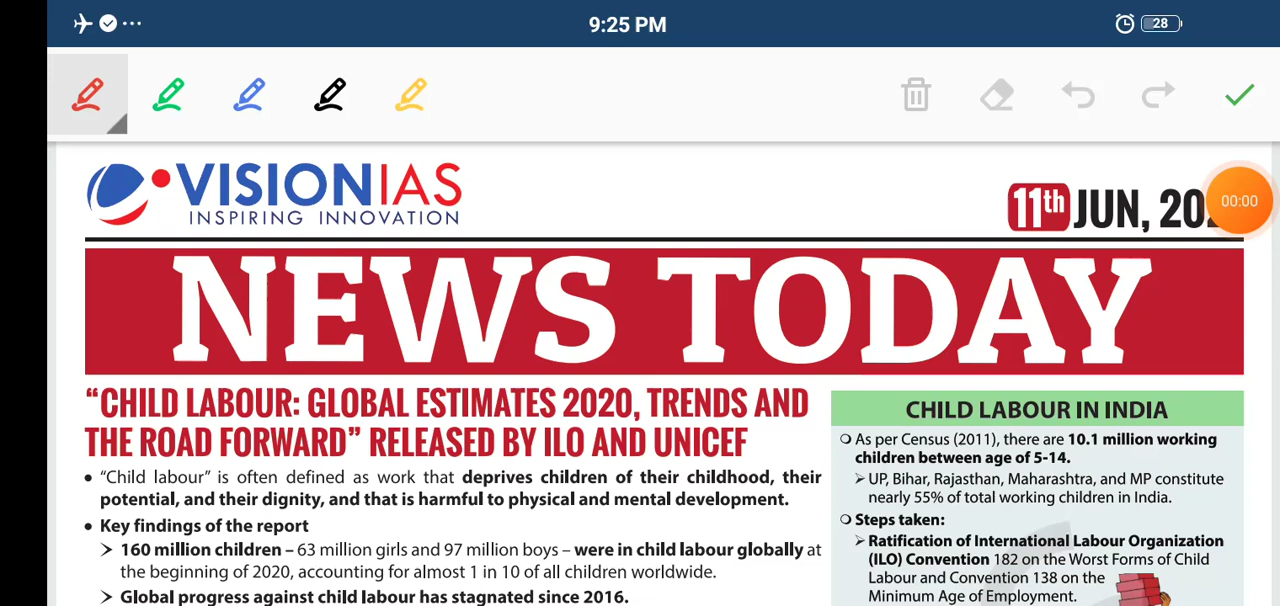 9:25 PM
28
VISIONIAS
INSPIRING INNOVATION
11th JUN,
00:00
NEWS TODAY
“CHILD LABOUR: GLOBAL ESTIMATES 2020, TRENDS AND
THE ROAD FORWARD” RELEASED BY ILO AND UNICEF
• “Child labour” is often defined as work that deprives children of their childhood, their
potential, and their dignity, and that is harmful to physical and mental development.
• Key findings of the report
➢ 160 million children – 63 million girls and 97 million boys – were in child labour globally at
the beginning of 2020, accounting for almost 1 in 10 of all children worldwide.
➢ Global progress against child labour has stagnated since 2016.
CHILD LABOUR IN INDIA
○ As per Census (2011), there are 10.1 million working
children between age of 5-14.
➢ UP, Bihar, Rajasthan, Maharashtra, and MP constitute
nearly 55% of total working children in India.
○ Steps taken:
➢ Ratification of International Labour Organization
(ILO) Convention 182 on the Worst Forms of Child
Labour and Convention 138 on the
Minimum Age of Employment.